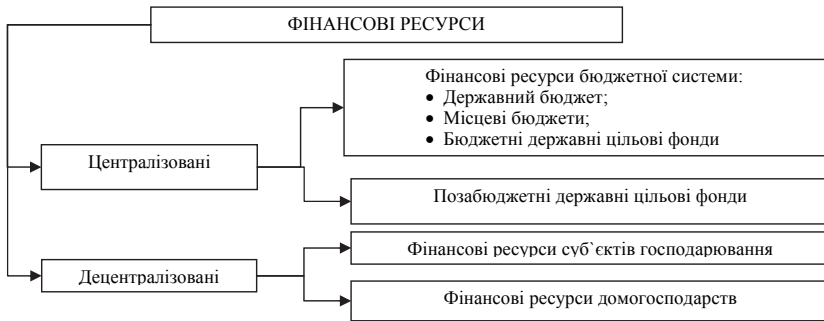 ФІНАНСОВІ РЕСУРСИ
Фінансові ресурси бюджетної системи:
• Державний бюджет;
• Місцеві бюджети;
• Бюджетні державні цільові фонди
Централізовані
Позабюджетні державні цільові фонди
Фінансові ресурси суб`єктів господарювання
Децентралізовані
Фінансові ресурси домогосподарств